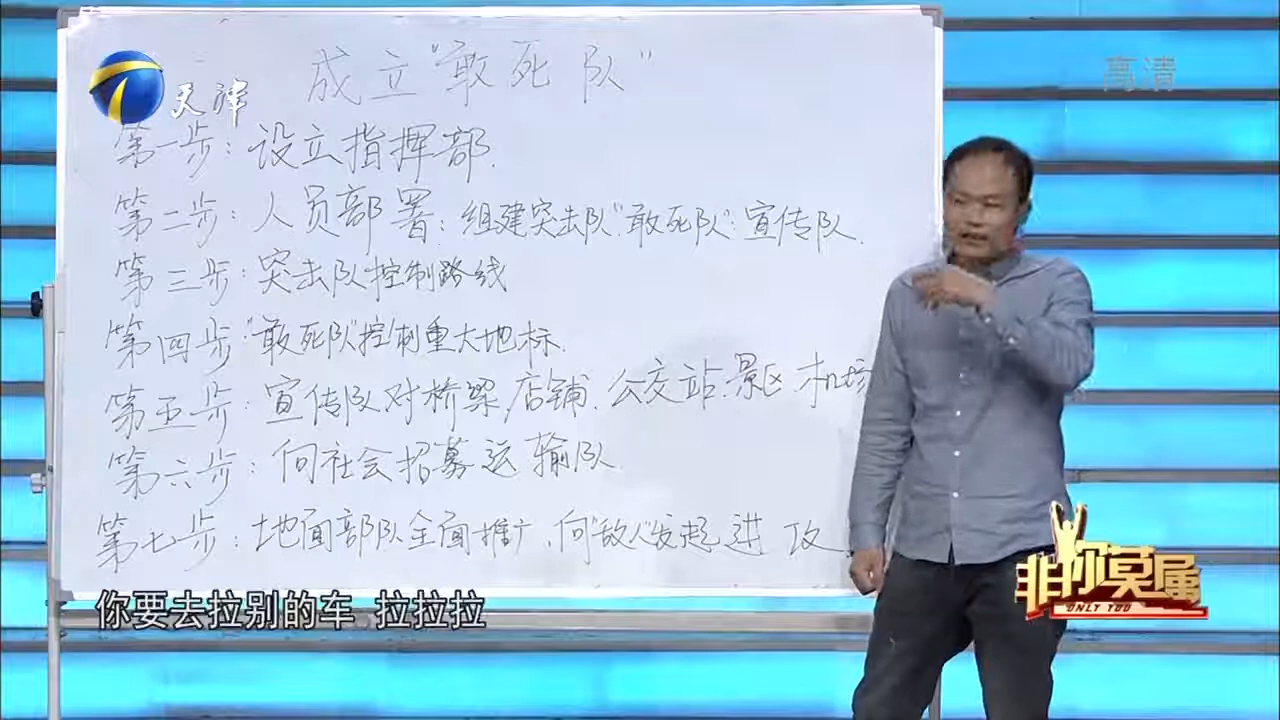 成立"敢死队"
天津
高清
第一步：设立指挥部.
第二步：人员部署：组建突击队"敢死队"宣传队.
第三步：突击队控制路线
第四步"敢死队"控制重大地标.
第五步：宣传队对桥梁,店铺.公交站.景区.机场
第六步：向社会招募运输队.
第七步：地面部队全面推广、向"敌人"发起进攻
你要去拉别的车 拉拉拉
非你莫属
ONLY YOU